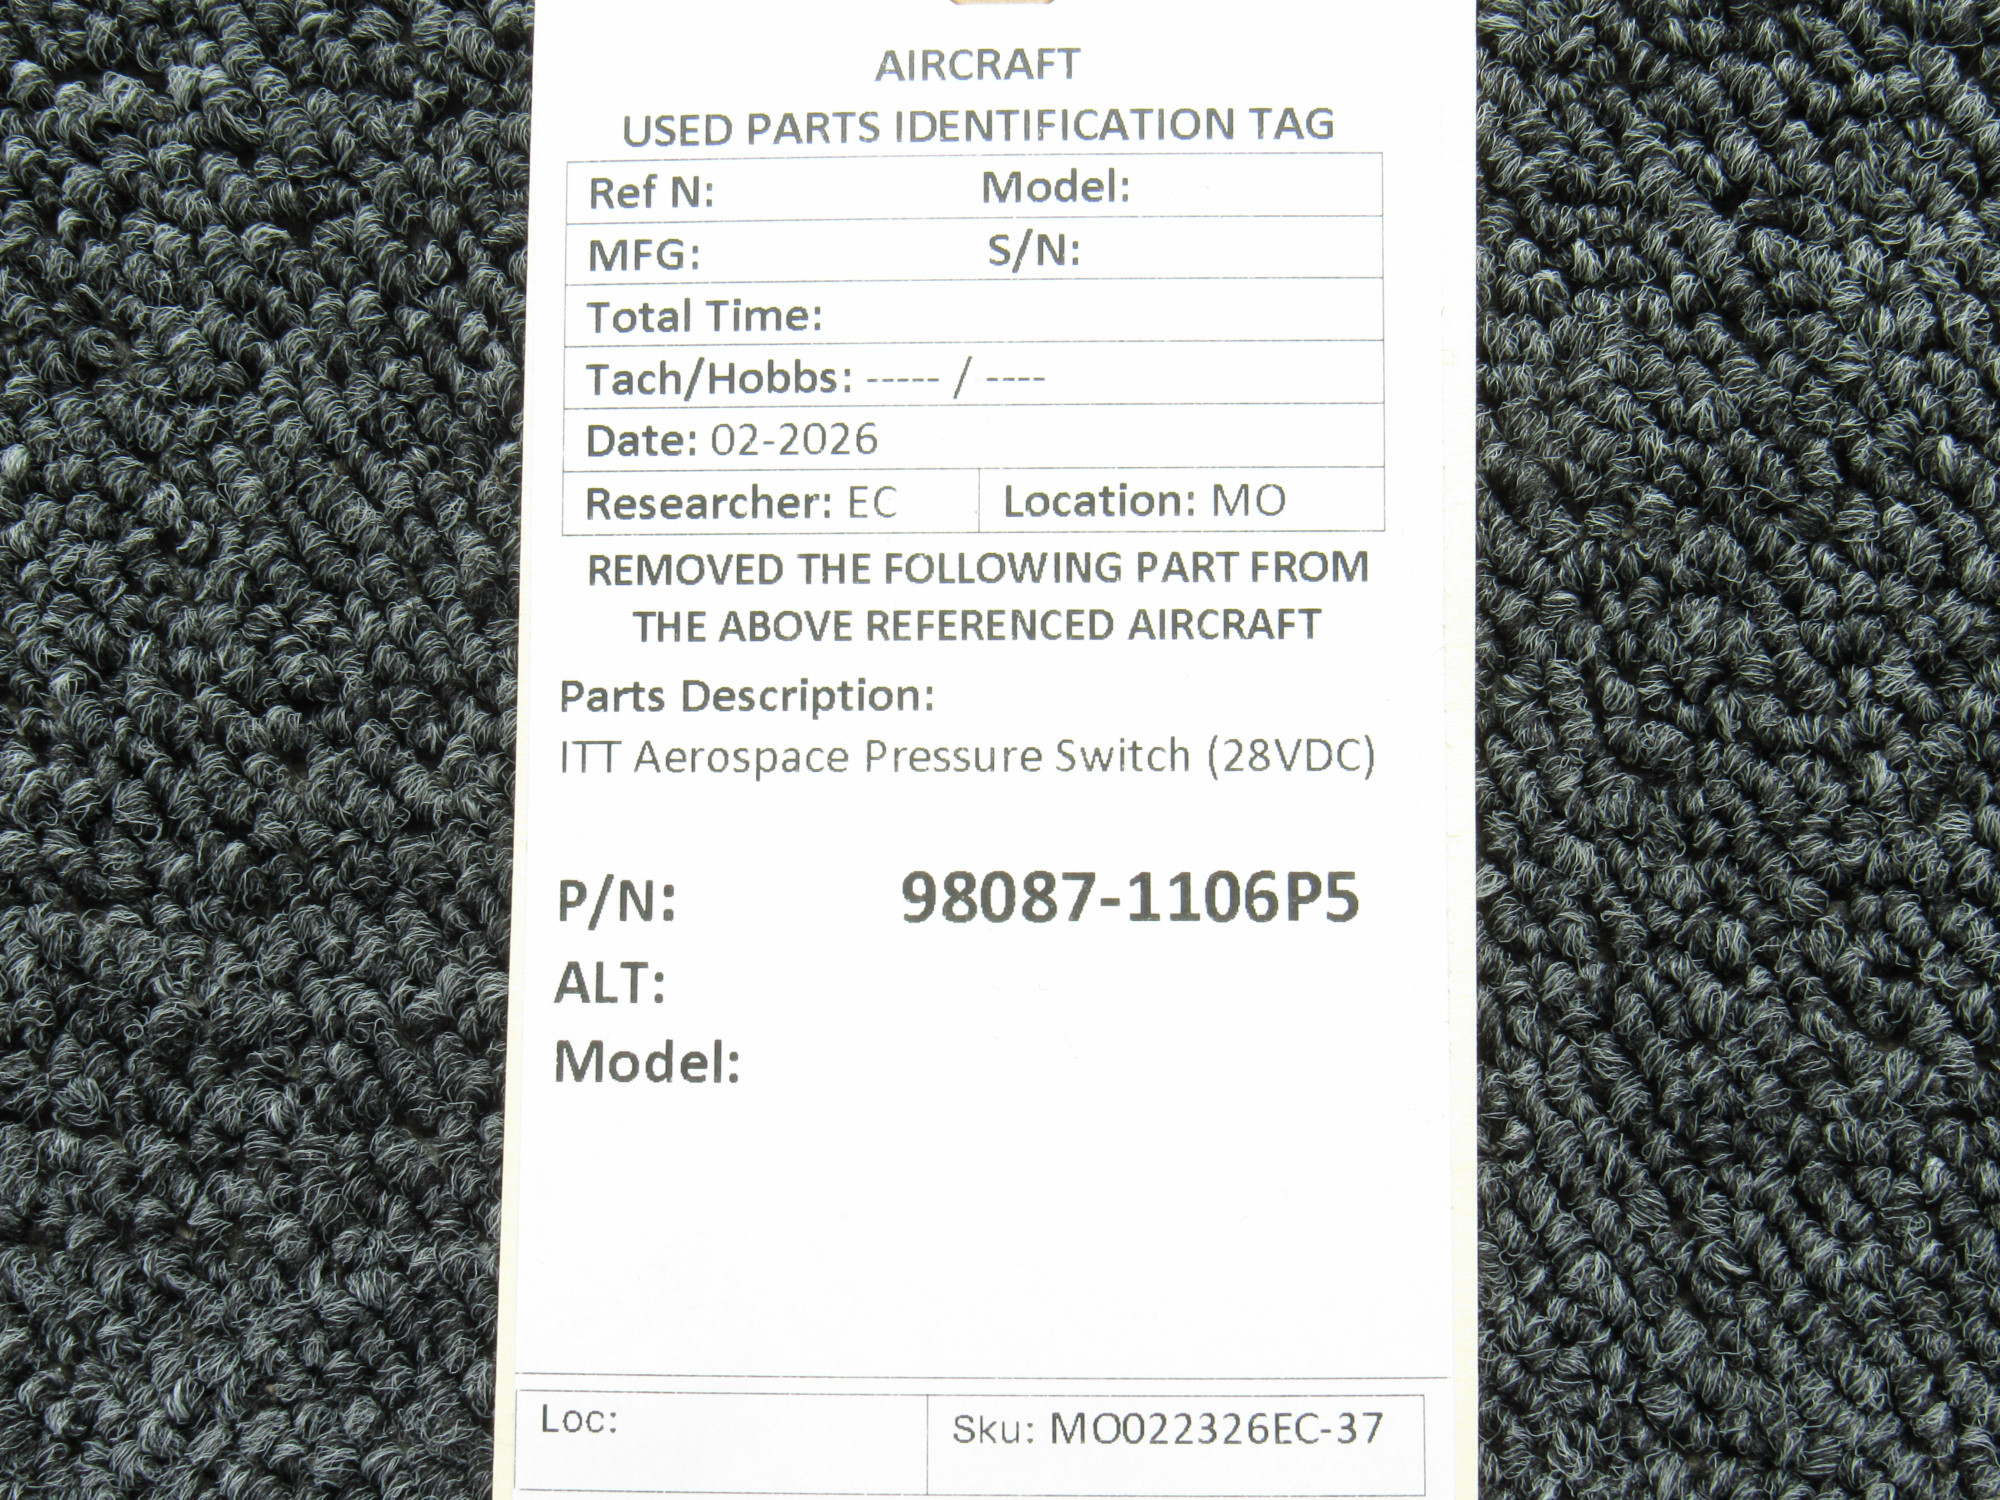 AIRCRAFT
USED PARTS IDENTIFICATION TAG
Ref N: Model:
MFG: S/N:
Total Time:
Tach/Hobbs: ----- / ----
Date: 02-2026
Researcher: EC Location: MO
REMOVED THE FOLLOWING PART FROM
THE ABOVE REFERENCED AIRCRAFT
Parts Description:
ITT Aerospace Pressure Switch (28VDC)
P/N: 98087-1106P5
ALT:
Model:
Loc: Sku: MO022326EC-37